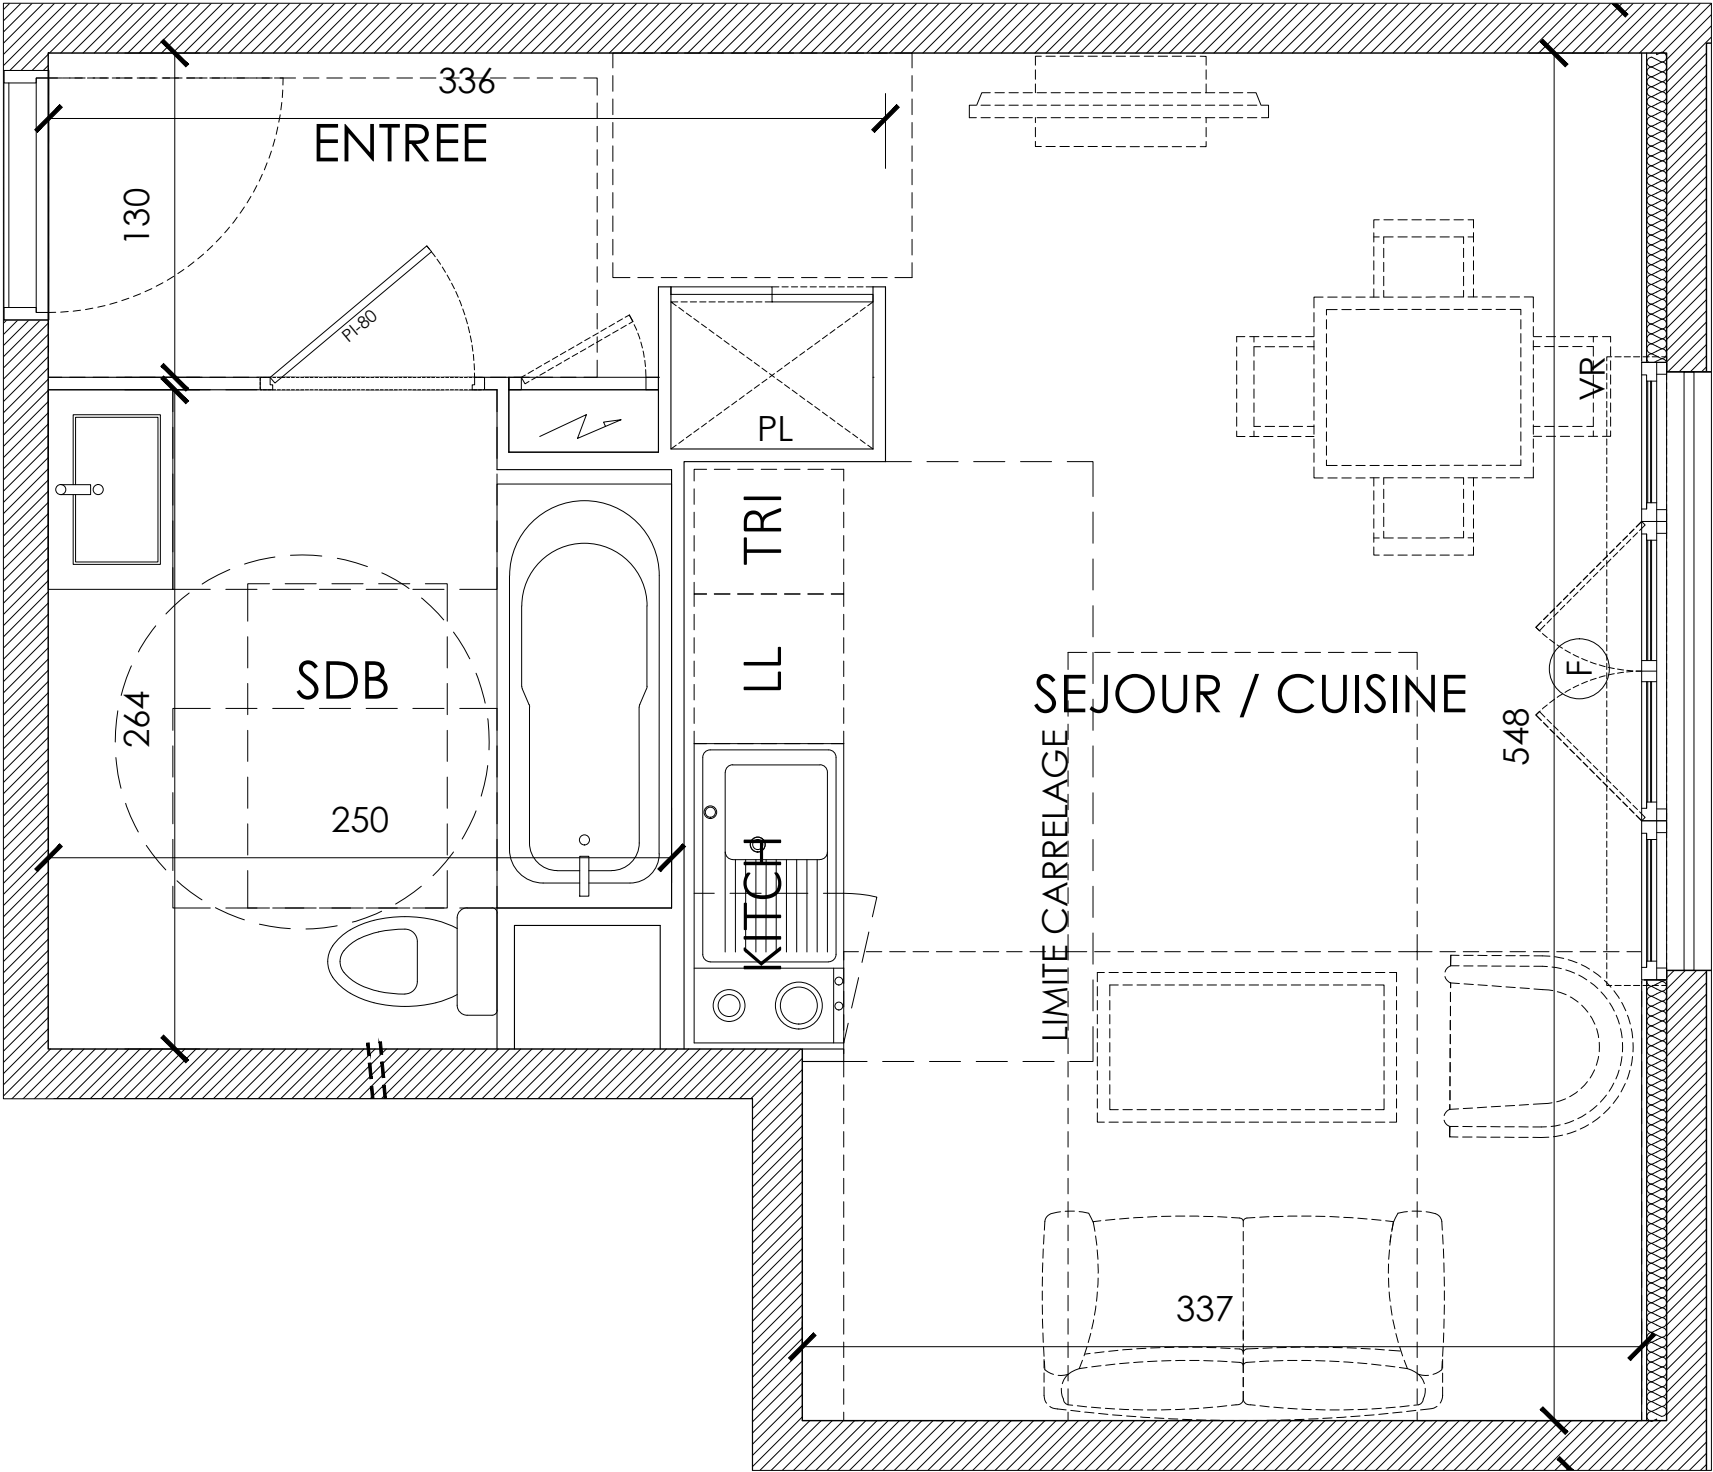 336
ENTREE
130
PI-80
PL
VR
TRI
LL
SDB
264
SEJOUR / CUISINE
F
548
250
KITCH
LIMITE CARRELAGE
337